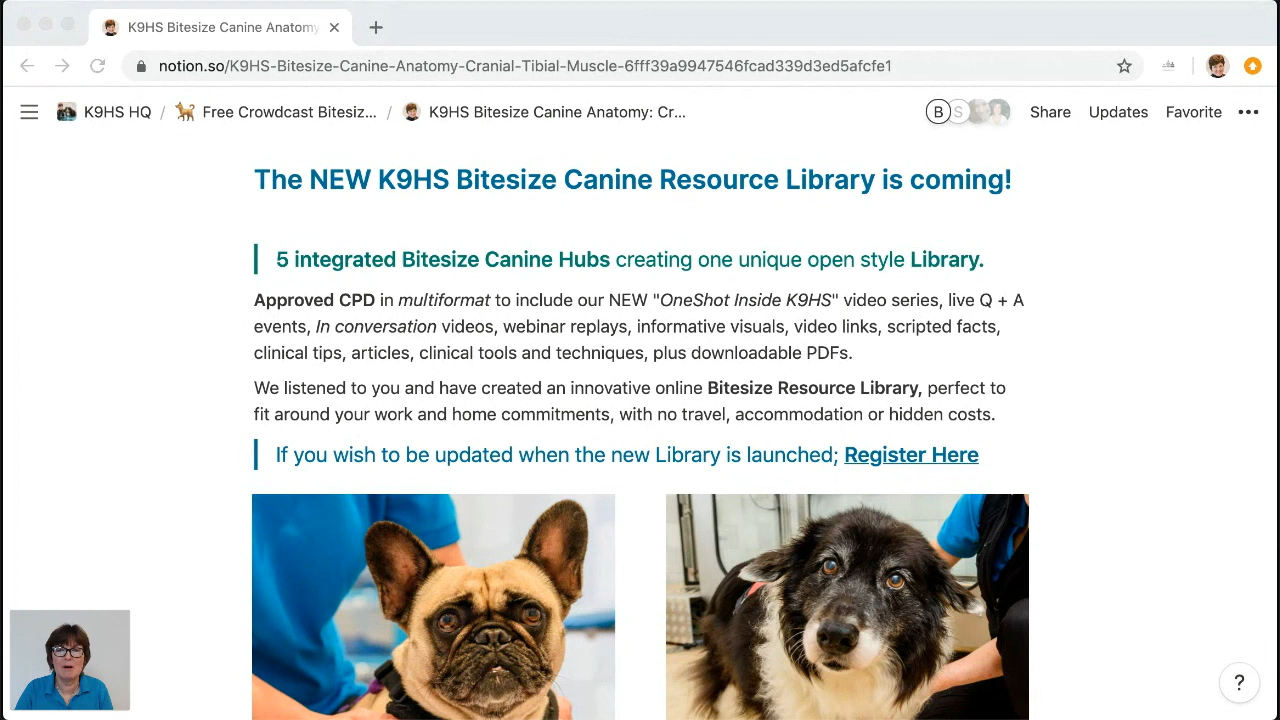 K9HS Bitesize Canine Anatomy
notion.so/K9HS-Bitesize-Canine-Anatomy-Cranial-Tibial-Muscle-6fff39a9947546fcad339d3ed5afcfe1
K9HS HQ / Free Crowdcast Bitesiz... / K9HS Bitesize Canine Anatomy: Cr... B S Share Updates Favorite
The NEW K9HS Bitesize Canine Resource Library is coming!
5 integrated Bitesize Canine Hubs creating one unique open style Library.
Approved CPD in multiformat to include our NEW "OneShot Inside K9HS" video series, live Q + A
events, In conversation videos, webinar replays, informative visuals, video links, scripted facts,
clinical tips, articles, clinical tools and techniques, plus downloadable PDFs.
We listened to you and have created an innovative online Bitesize Resource Library, perfect to
fit around your work and home commitments, with no travel, accommodation or hidden costs.
If you wish to be updated when the new Library is launched; Register Here
?